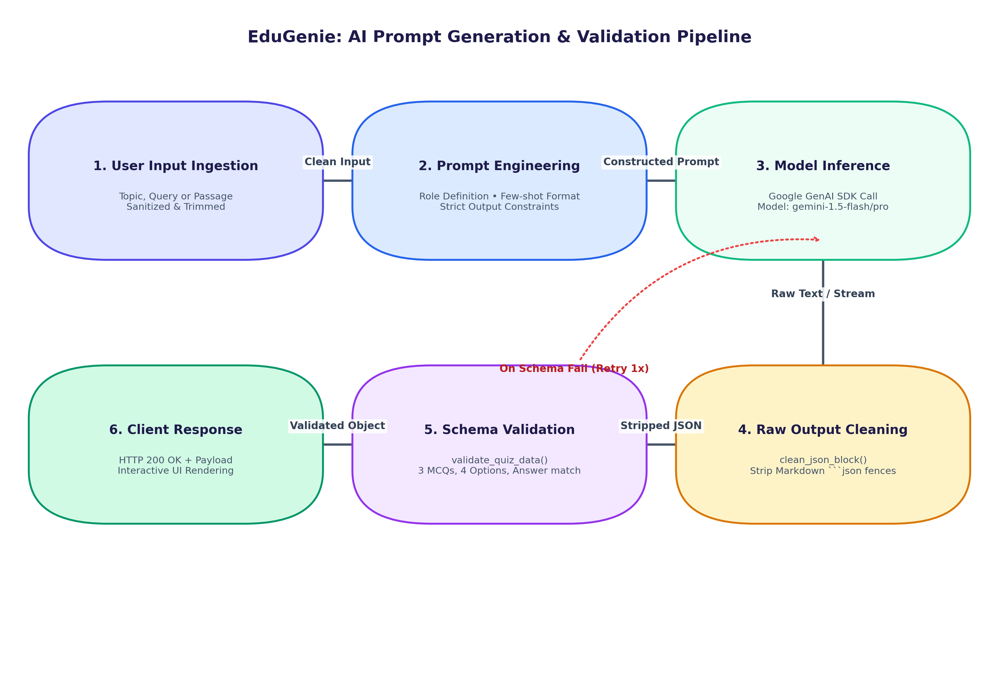 EduGenie: AI Prompt Generation & Validation Pipeline
1. User Input Ingestion
Topic, Query or Passage
Sanitized & Trimmed
Clean Input
2. Prompt Engineering
Role Definition • Few-shot Format
Strict Output Constraints
Constructed Prompt
3. Model Inference
Google GenAI SDK Call
Model: gemini-1.5-flash/pro
Raw Text / Stream
On Schema Fail (Retry 1x)
6. Client Response
HTTP 200 OK + Payload
Interactive UI Rendering
Validated Object
5. Schema Validation
validate_quiz_data()
3 MCQs, 4 Options, Answer match
Stripped JSON
4. Raw Output Cleaning
clean_json_block()
Strip Markdown ```json fences